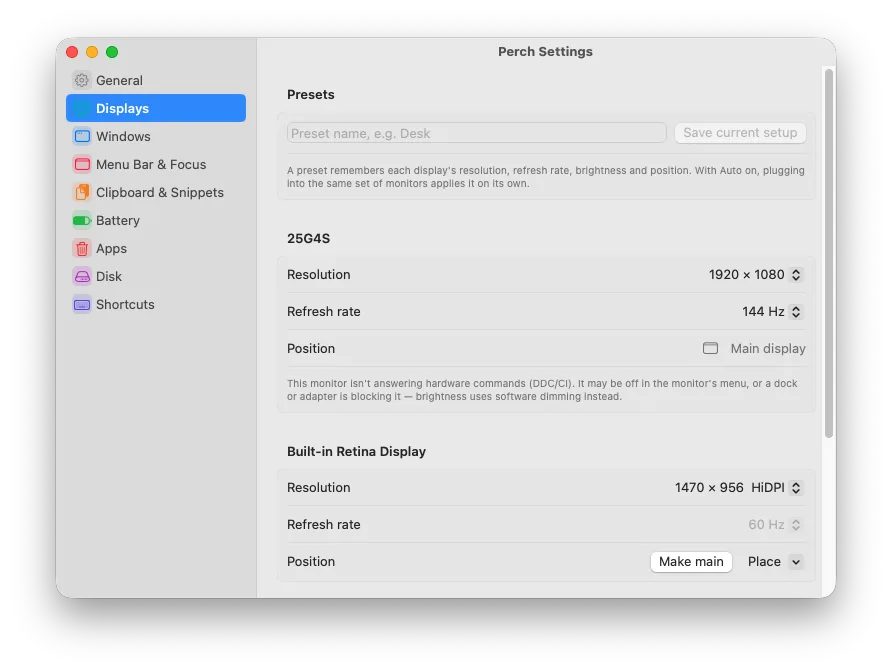 Perch Settings
General
Displays
Windows
Menu Bar & Focus
Clipboard & Snippets
Battery
Apps
Disk
Shortcuts
Presets
Preset name, e.g. Desk
Save current setup
A preset remembers each display's resolution, refresh rate, brightness and position. With Auto on, plugging
into the same set of monitors applies it on its own.
25G4S
Resolution 1920 × 1080
Refresh rate 144 Hz
Position Main display
This monitor isn't answering hardware commands (DDC/CI). It may be off in the monitor's menu, or a dock
or adapter is blocking it — brightness uses software dimming instead.
Built-in Retina Display
Resolution 1470 × 956 HiDPI
Refresh rate 60 Hz
Position Make main Place